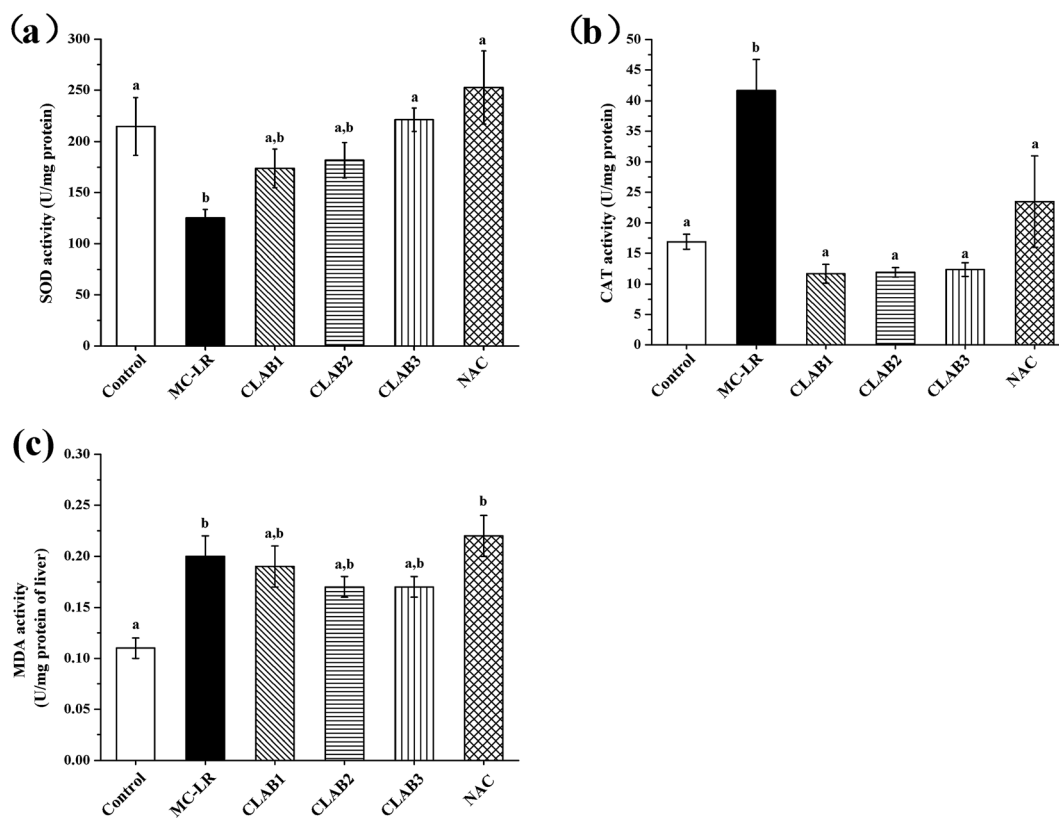 (a)
300
250
200
150
100
50
0
SOD activity (U/mg protein)
a
b
a,b
a,b
a
a
Control
MC-LR
CLAB1
CLAB2
CLAB3
NAC
(b)
50
45
40
35
30
25
20
15
10
5
0
CAT activity (U/mg protein)
a
b
a
a
a
a
Control
MC-LR
CLAB1
CLAB2
CLAB3
NAC
(c)
0.30
0.25
0.20
0.15
0.10
0.05
0.00
MDA activity
(U/mg protein of liver)
a
b
a,b
a,b
a,b
b
Control
MC-LR
CLAB1
CLAB2
CLAB3
NAC